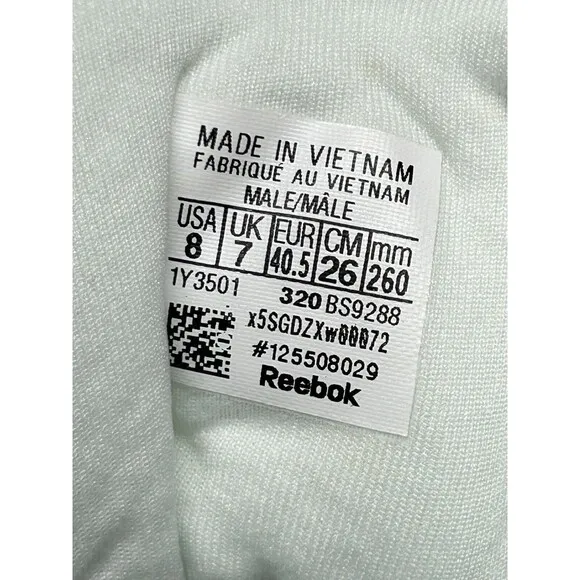 MADE IN VIETNAM
FABRIQUÉ AU VIETNAM
MALE/MÂLE
USA UK EUR CM mm
8 7 40.5 26 260
1Y3501 320 BS9288
x5SGDZXw00072
#125508029
Reebok